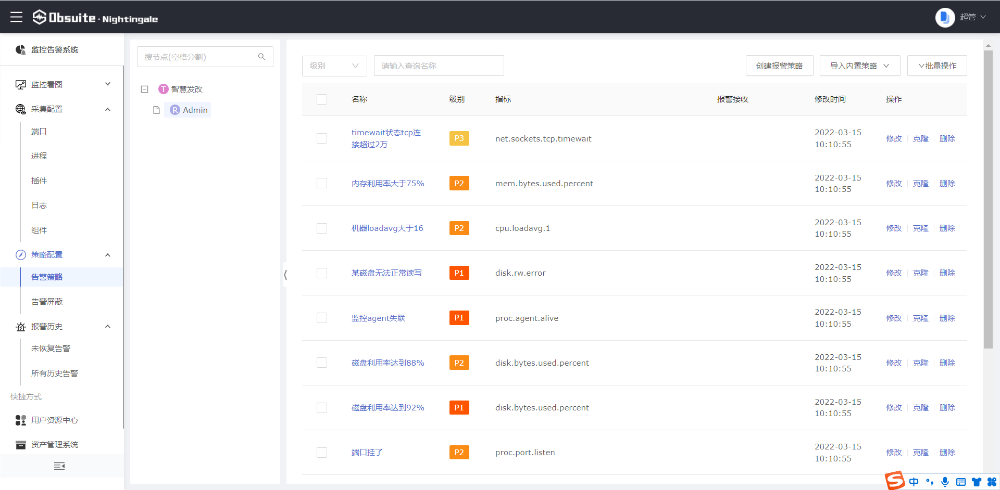 Obsuite · Nightingale
超管
监控告警系统
监控看图
采集配置
端口
进程
插件
日志
组件
策略配置
告警策略
告警屏蔽
报警历史
未恢复告警
所有历史告警
快捷方式
用户资源中心
资产管理系统
搜节点(空格分割)
T 智慧发改
R Admin
级别
请输入查询名称
创建报警策略
导入内置策略
批量操作
名称 级别 指标 报警接收 修改时间 操作
timewait状态tcp连
接超过2万
P3
net.sockets.tcp.timewait
2022-03-15
10:10:55
修改 克隆 删除
内存利用率大于75%
P2
mem.bytes.used.percent
2022-03-15
10:10:55
修改 克隆 删除
机器loadavg大于16
P2
cpu.loadavg.1
2022-03-15
10:10:55
修改 克隆 删除
某磁盘无法正常读写
P1
disk.rw.error
2022-03-15
10:10:55
修改 克隆 删除
监控agent失联
P1
proc.agent.alive
2022-03-15
10:10:55
修改 克隆 删除
磁盘利用率达到88%
P2
disk.bytes.used.percent
2022-03-15
10:10:55
修改 克隆 删除
磁盘利用率达到92%
P1
disk.bytes.used.percent
2022-03-15
10:10:55
修改 克隆 删除
端口挂了
P2
proc.port.listen
2022-03-15
10:10:55
修改 克隆 删除
S 中